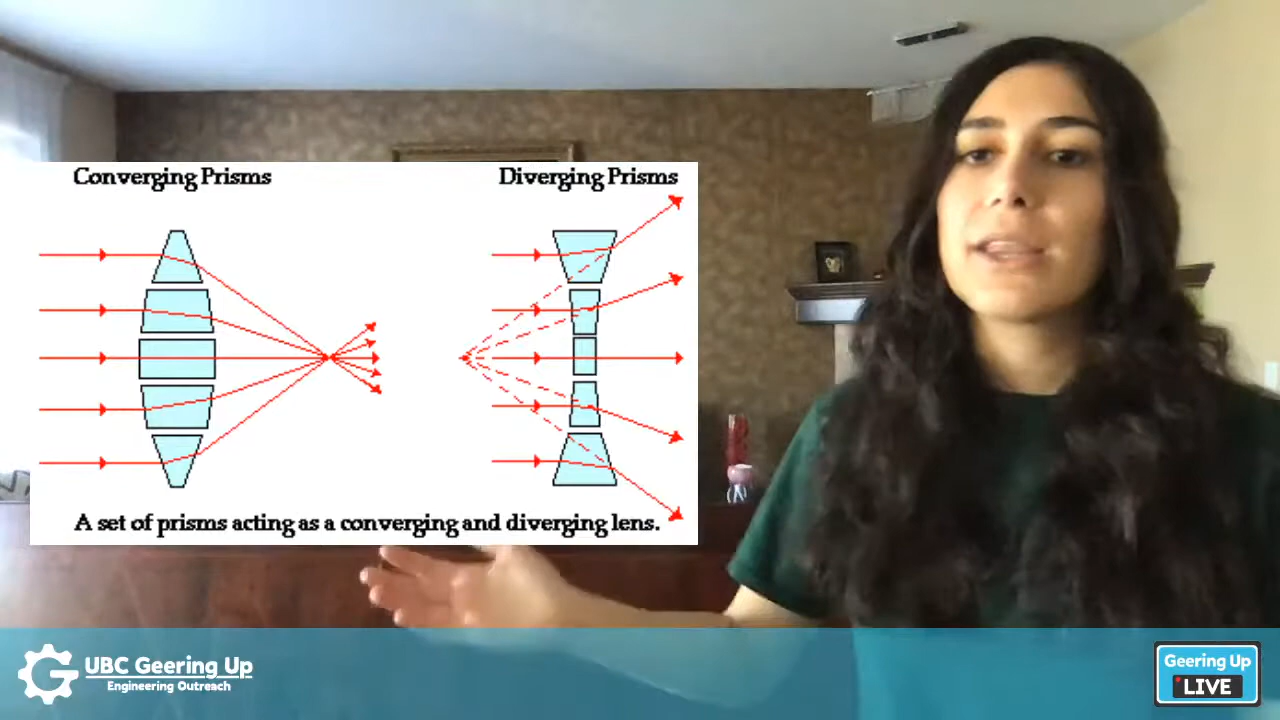 Converging Prisms
Diverging Prisms
A set of prisms acting as a converging and diverging lens.
UBC Geering Up
Engineering Outreach
Geering Up
LIVE